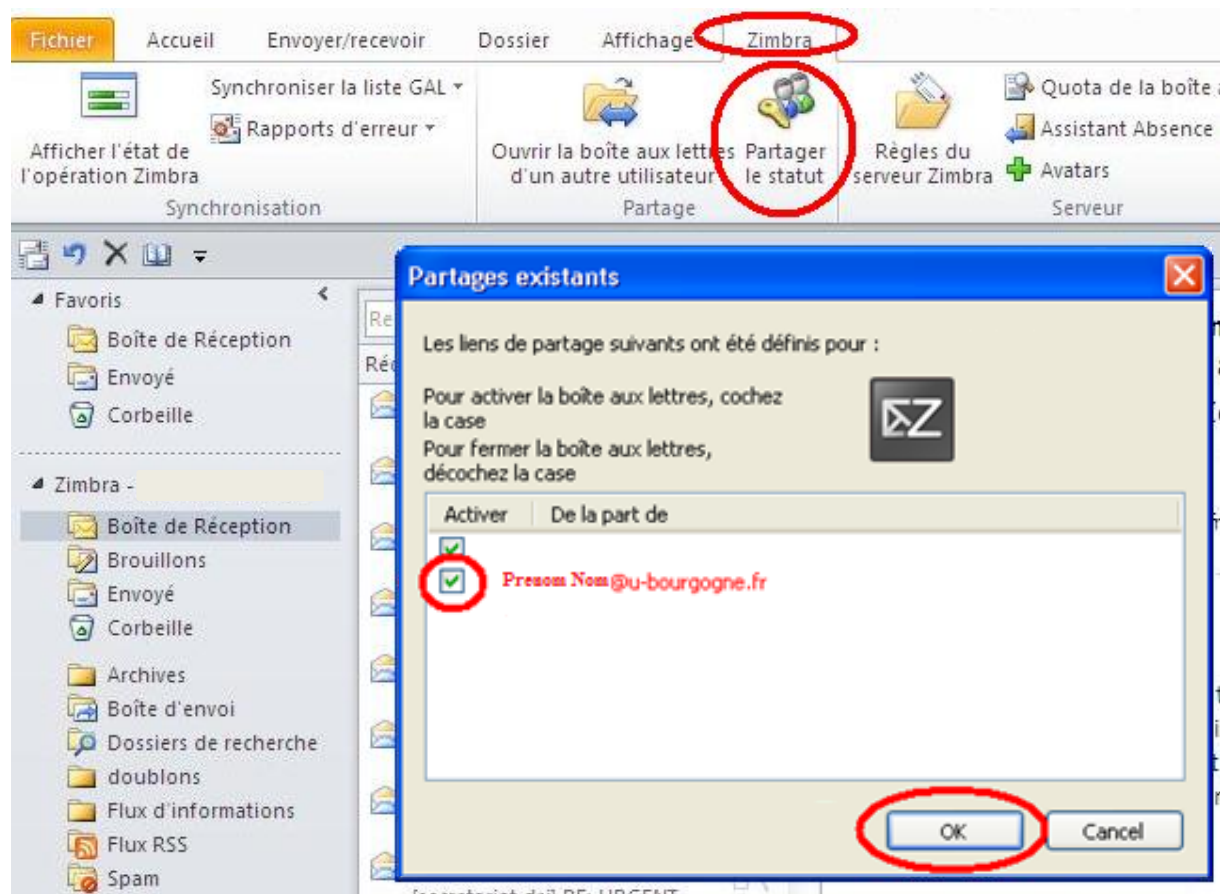 Fichier Accueil Envoyer/recevoir Dossier Affichage Zimbra
Synchroniser la liste GAL
Rapports d'erreur
Afficher l'état de
l'opération Zimbra
Synchronisation
Ouvrir la boîte aux lettres
d'un autre utilisateur
Partager
le statut
Partage
Règles du
serveur Zimbra
Quota de la boîte
Assistant Absence
Avatars
Serveur
Favoris
Boîte de Réception
Envoyé
Corbeille
Zimbra -
Boîte de Réception
Brouillons
Envoyé
Corbeille
Archives
Boîte d'envoi
Dossiers de recherche
doublons
Flux d'informations
Flux RSS
Spam
Partages existants
Les liens de partage suivants ont été définis pour :
Pour activer la boîte aux lettres, cochez
la case
Pour fermer la boîte aux lettres,
décochez la case
Z
Activer De la part de
Prenom Nom@u-bourgogne.fr
OK Cancel